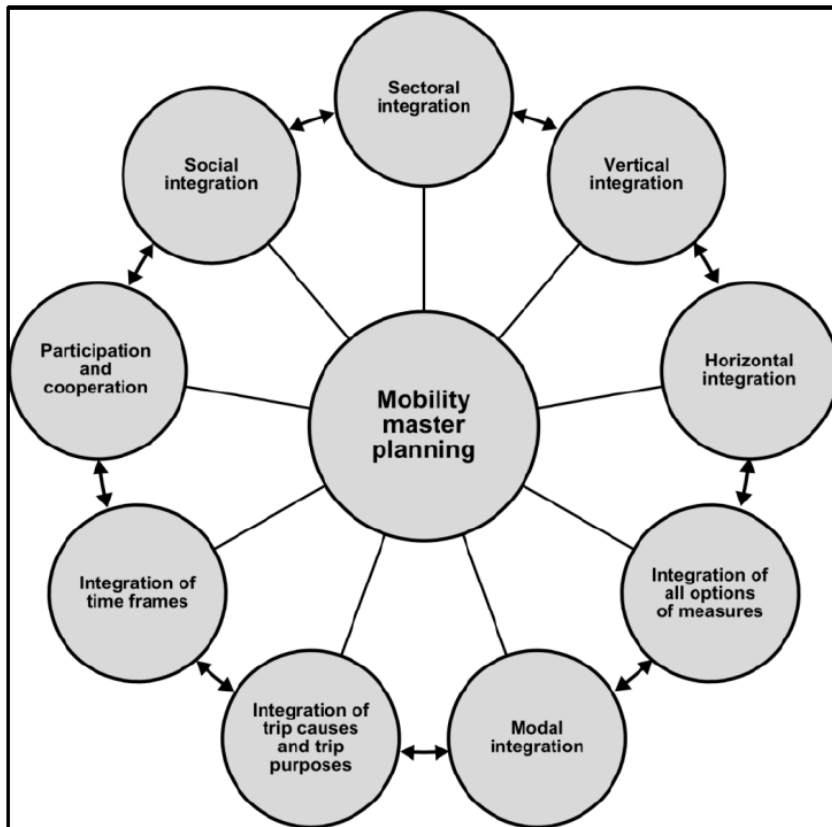 Sectoral
integration
Vertical
integration
Horizontal
integration
Integration of
all options
of measures
Modal
integration
Integration of
trip causes
and trip
purposes
Integration of
time frames
Participation
and
cooperation
Social
integration
Mobility
master
planning